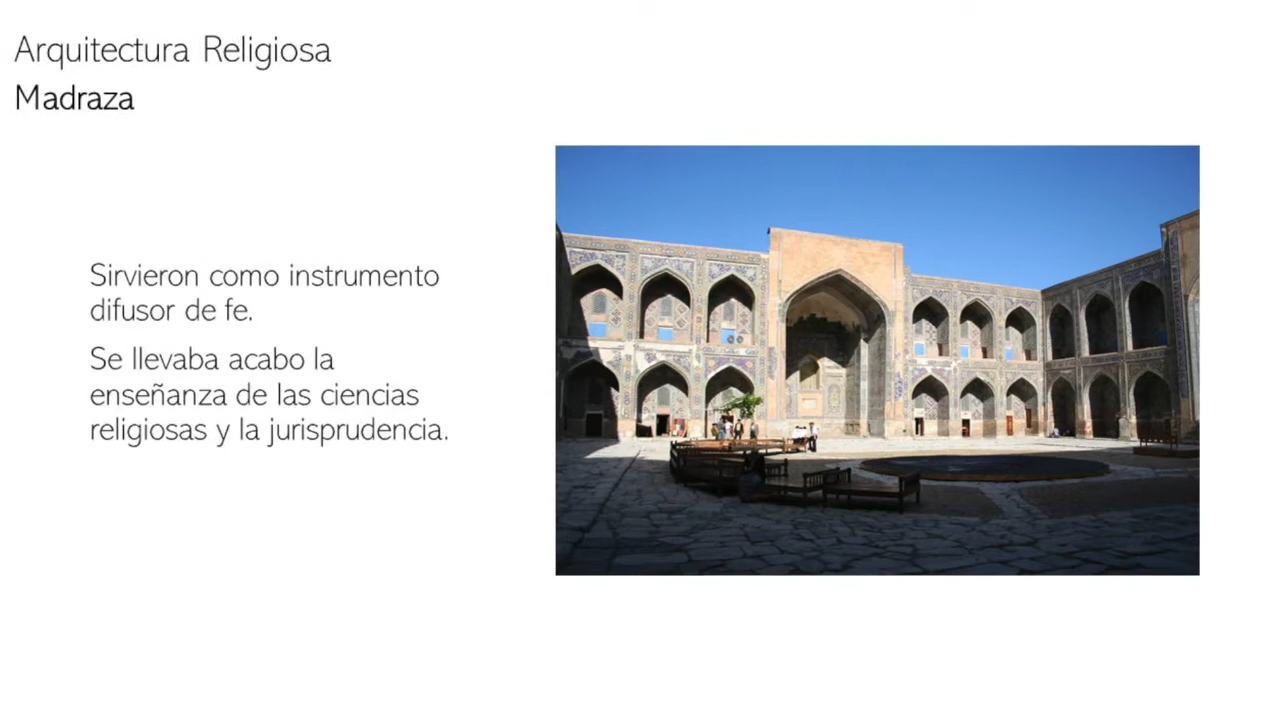 Arquitectura Religiosa
Madraza
Sirvieron como instrumento
difusor de fe.
Se llevaba acabo la
enseñanza de las ciencias
religiosas y la jurisprudencia.